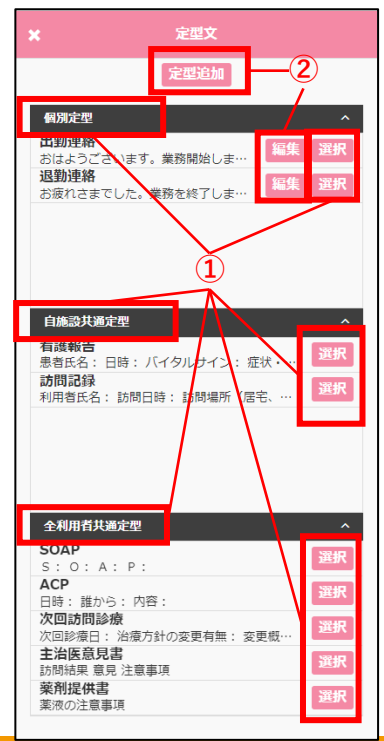 ×
定型文
定型追加
②
個別定型
出勤連絡
おはようございます。業務開始しま…
編集 選択
退勤連絡
お疲れさまでした。業務を終了しま…
編集 選択
①
自施設共通定型
看護報告
患者氏名： 日時： バイタルサイン： 症状・…
選択
訪問記録
利用者氏名： 訪問日時： 訪問場所（居宅、…
選択
全利用者共通定型
SOAP
S： O： A： P：
選択
ACP
日時： 誰から： 内容：
選択
次回訪問診療
次回診療日： 治療方針の変更有無： 変更概…
選択
主治医意見書
訪問結果 意見 注意事項
選択
薬剤提供書
薬液の注意事項
選択